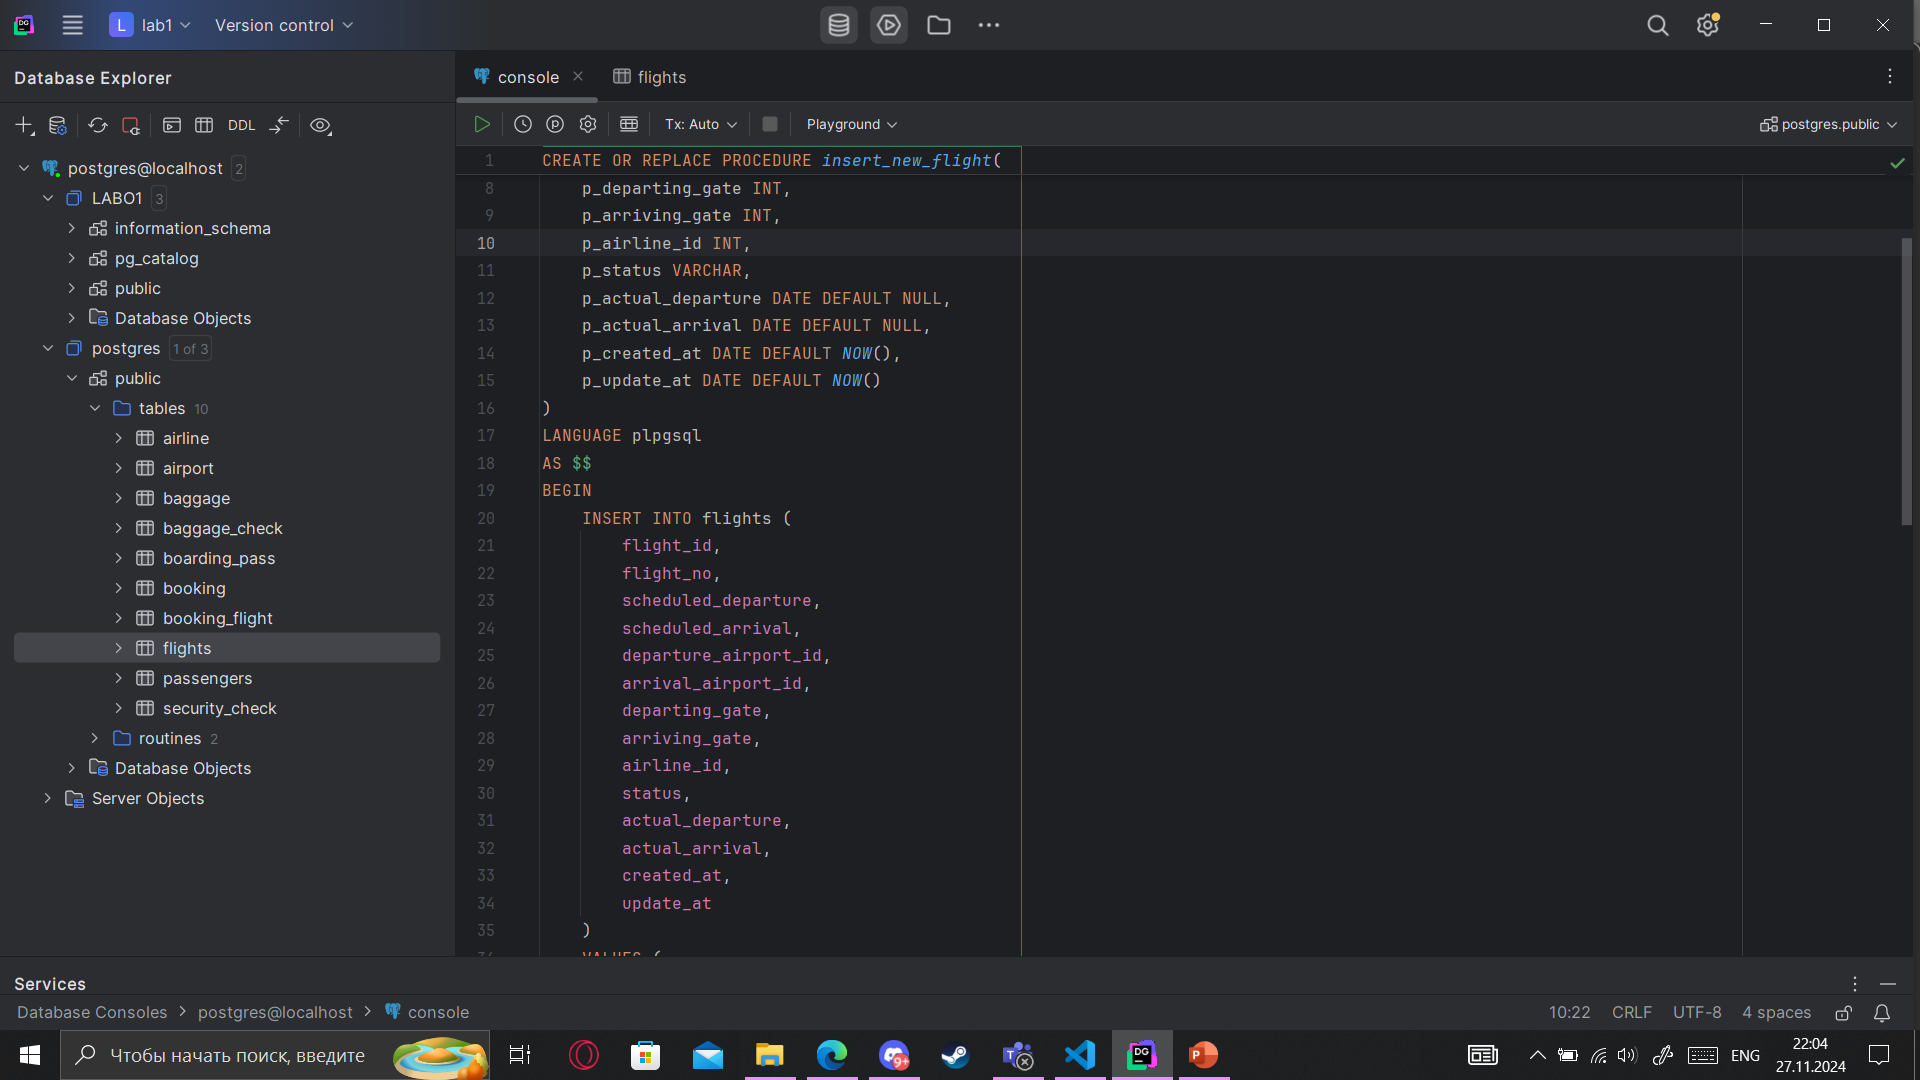 L lab1 Version control
Database Explorer
console
flights
DDL
Tx: Auto
Playground
postgres.public
postgres@localhost 2
LABO1 3
information_schema
pg_catalog
public
Database Objects
postgres 1 of 3
public
tables 10
airline
airport
baggage
baggage_check
boarding_pass
booking
booking_flight
flights
passengers
security_check
routines 2
Database Objects
Server Objects
1 CREATE OR REPLACE PROCEDURE insert_new_flight(
8 p_departing_gate INT,
9 p_arriving_gate INT,
10 p_airline_id INT,
11 p_status VARCHAR,
12 p_actual_departure DATE DEFAULT NULL,
13 p_actual_arrival DATE DEFAULT NULL,
14 p_created_at DATE DEFAULT NOW(),
15 p_update_at DATE DEFAULT NOW()
16 )
17 LANGUAGE plpgsql
18 AS $$
19 BEGIN
20 INSERT INTO flights (
21 flight_id,
22 flight_no,
23 scheduled_departure,
24 scheduled_arrival,
25 departure_airport_id,
26 arrival_airport_id,
27 departing_gate,
28 arriving_gate,
29 airline_id,
30 status,
31 actual_departure,
32 actual_arrival,
33 created_at,
34 update_at
35 )
36 VALUES (
Services
Database Consoles > postgres@localhost > console
10:22 CRLF UTF-8 4 spaces
Чтобы начать поиск, введите
9+
ENG
22:04
27.11.2024